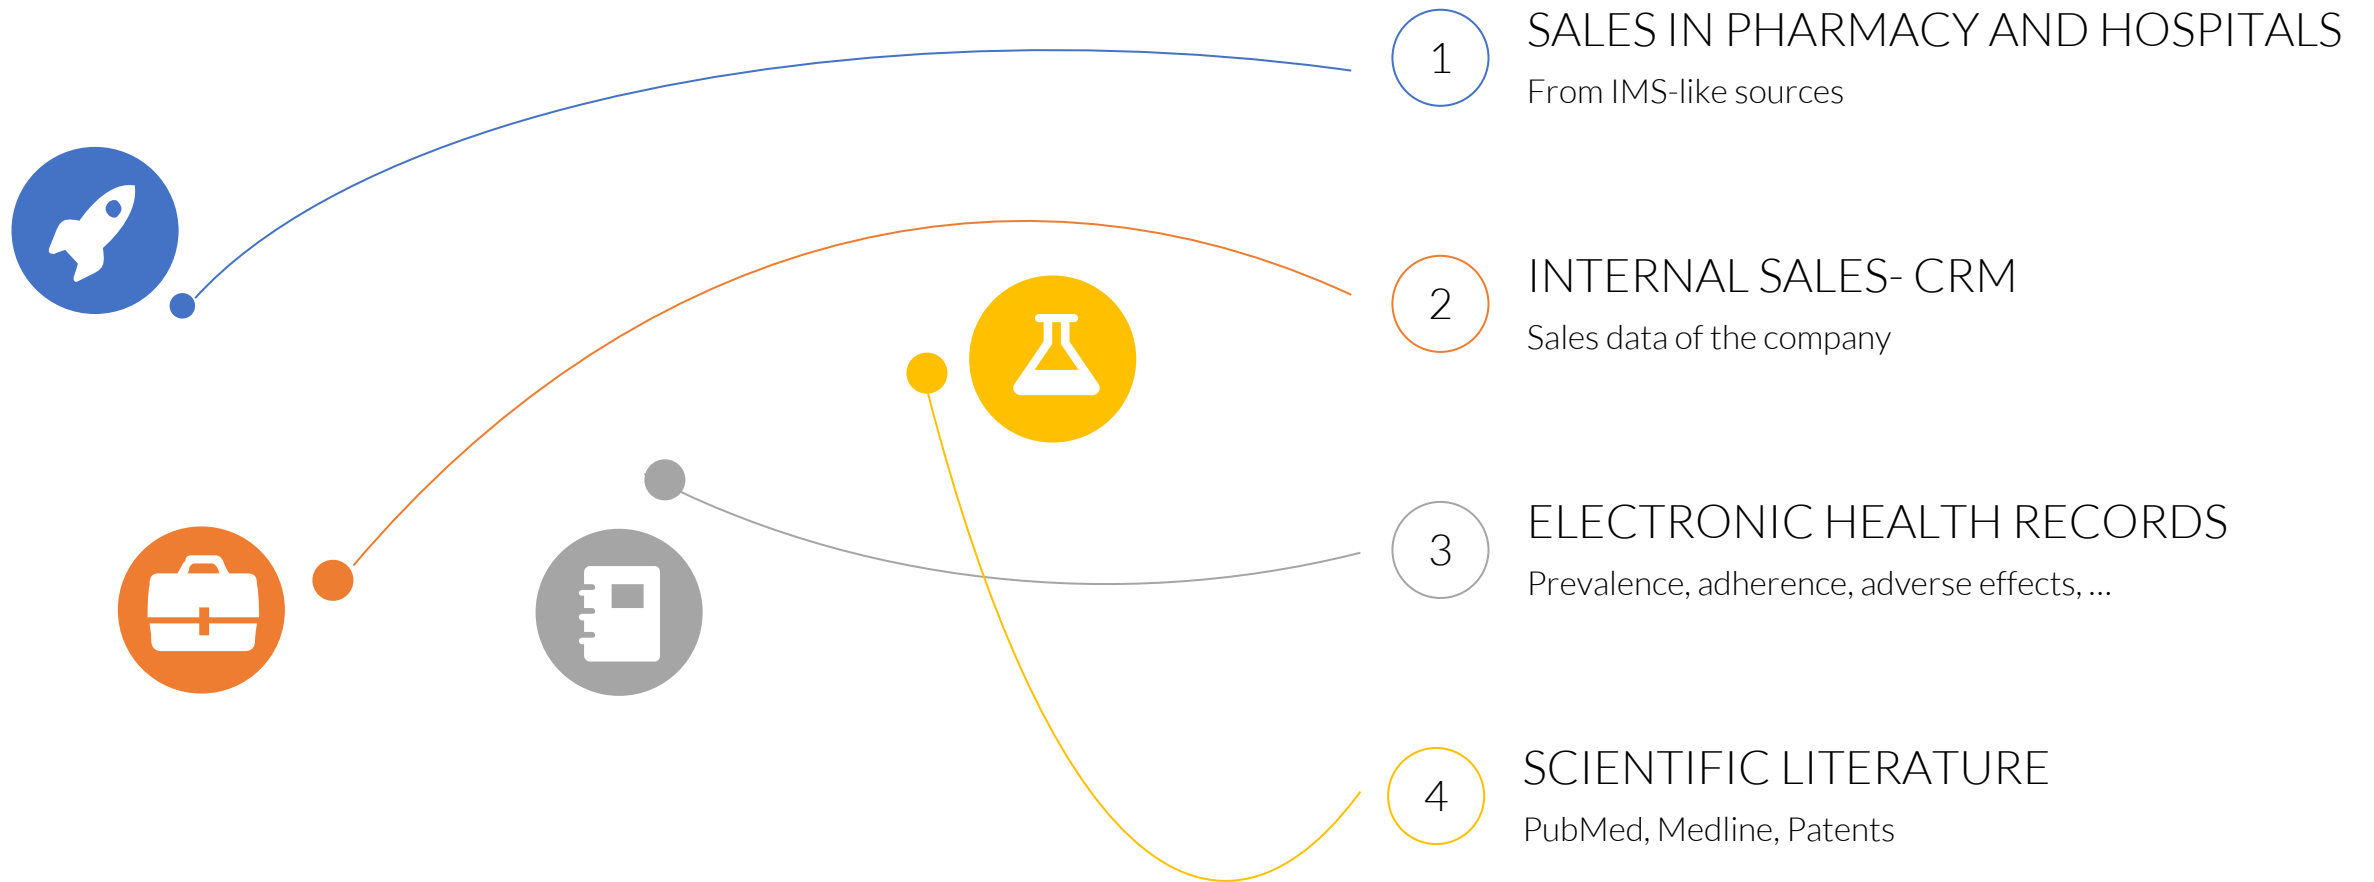 1
SALES IN PHARMACY AND HOSPITALS
From IMS-like sources
2
INTERNAL SALES- CRM
Sales data of the company
3
ELECTRONIC HEALTH RECORDS
Prevalence, adherence, adverse effects, ...
4
SCIENTIFIC LITERATURE
PubMed, Medline, Patents